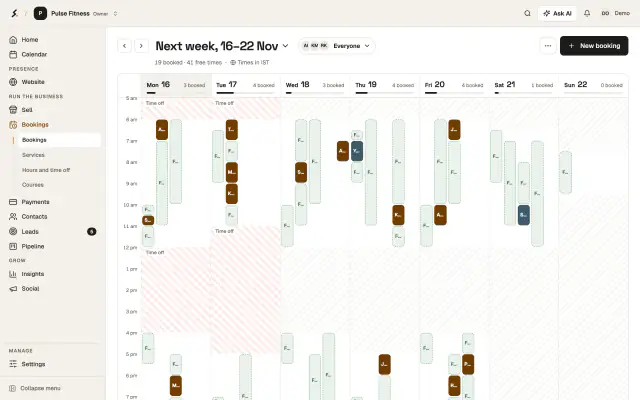 Pulse Fitness Owner
Ask AI
DO Demo
Home
Calendar
PRESENCE
Website
RUN THE BUSINESS
Sell
Bookings
Bookings
Services
Hours and time off
Courses
Payments
Contacts
Leads
Pipeline
GROW
Insights
Social
MANAGE
Settings
Collapse menu
Next week, 16–22 Nov
Everyone
New booking
19 booked · 41 free times · Times in IST
Mon 16 3 booked
Tue 17 4 booked
Wed 18 3 booked
Thu 19 4 booked
Fri 20
Sat 21 1 booked
Sun 22 0 booked
5 am
Time off
Time off
6 am
A...
T...
J...
7 am
F...
F...
F...
F...
8 am
9 am
M...
S...
K...
10 am
S...
K...
A...
S...
11 am
F...
Time off
12 pm
Time off
1 pm
2 pm
3 pm
4 pm
5 pm
F...
F...
J...
P...
6 pm
M...
7 pm